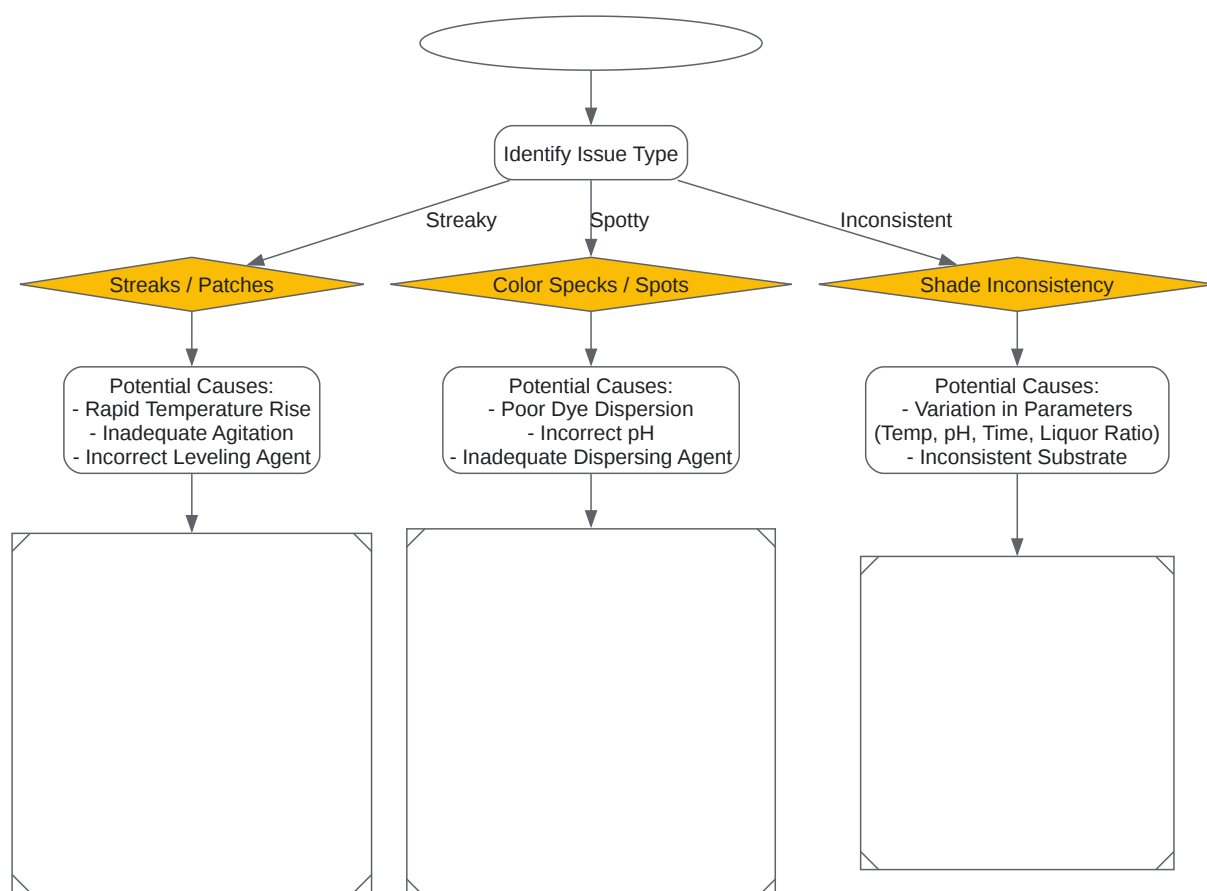 Identify Issue Type
Streaky
Spotty
Inconsistent
Streaks / Patches
Color Specks / Spots
Shade Inconsistency
Potential Causes:
- Rapid Temperature Rise
- Inadequate Agitation
- Incorrect Leveling Agent
Potential Causes:
- Poor Dye Dispersion
- Incorrect pH
- Inadequate Dispersing Agent
Potential Causes:
- Variation in Parameters
(Temp, pH, Time, Liquor Ratio)
- Inconsistent Substrate